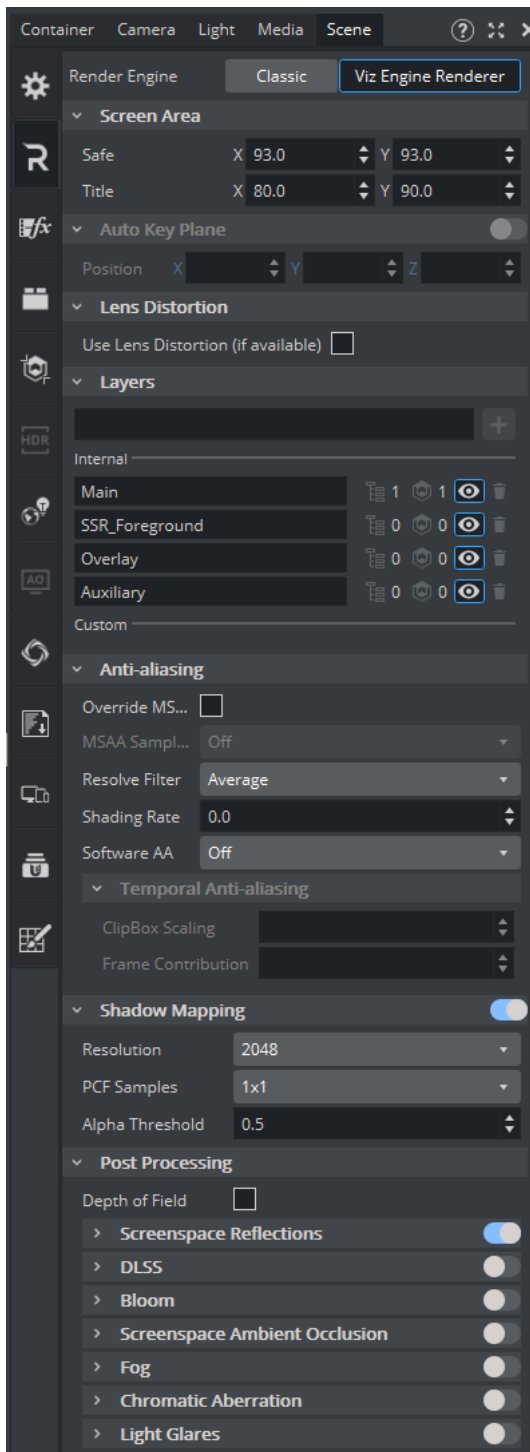 Container Camera Light Media Scene ?
Render Engine Classic Viz Engine Renderer
Screen Area
Safe X 93.0 Y 93.0
Title X 80.0 Y 90.0
fx
Auto Key Plane
Position X Y Z
Lens Distortion
Use Lens Distortion (if available)
Layers
HDR
Internal
Main 1 1
SSR_Foreground 0 0
Overlay 0 0
AO
Auxiliary 0 0
Custom
Anti-aliasing
Override MS...
MSAA Sampl... Off
Resolve Filter Average
Shading Rate 0.0
Software AA Off
Temporal Anti-aliasing
ClipBox Scaling
Frame Contribution
Shadow Mapping
Resolution 2048
PCF Samples 1x1
Alpha Threshold 0.5
Post Processing
Depth of Field
Screenspace Reflections
DLSS
Bloom
Screenspace Ambient Occlusion
Fog
Chromatic Aberration
Light Glares